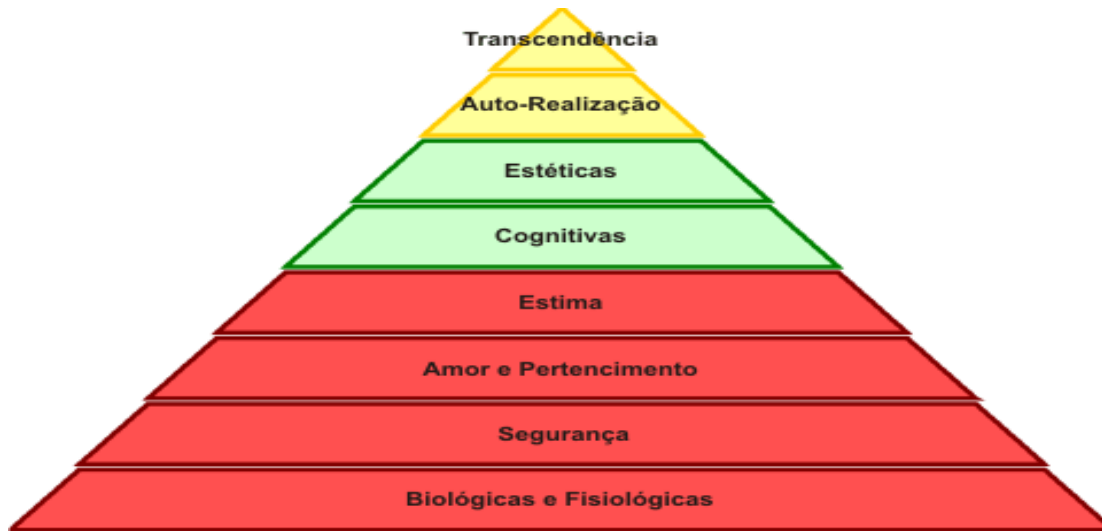 Transcendência
Auto-Realização
Estéticas
Cognitivas
Estima
Amor e Pertencimento
Segurança
Biológicas e Fisiológicas